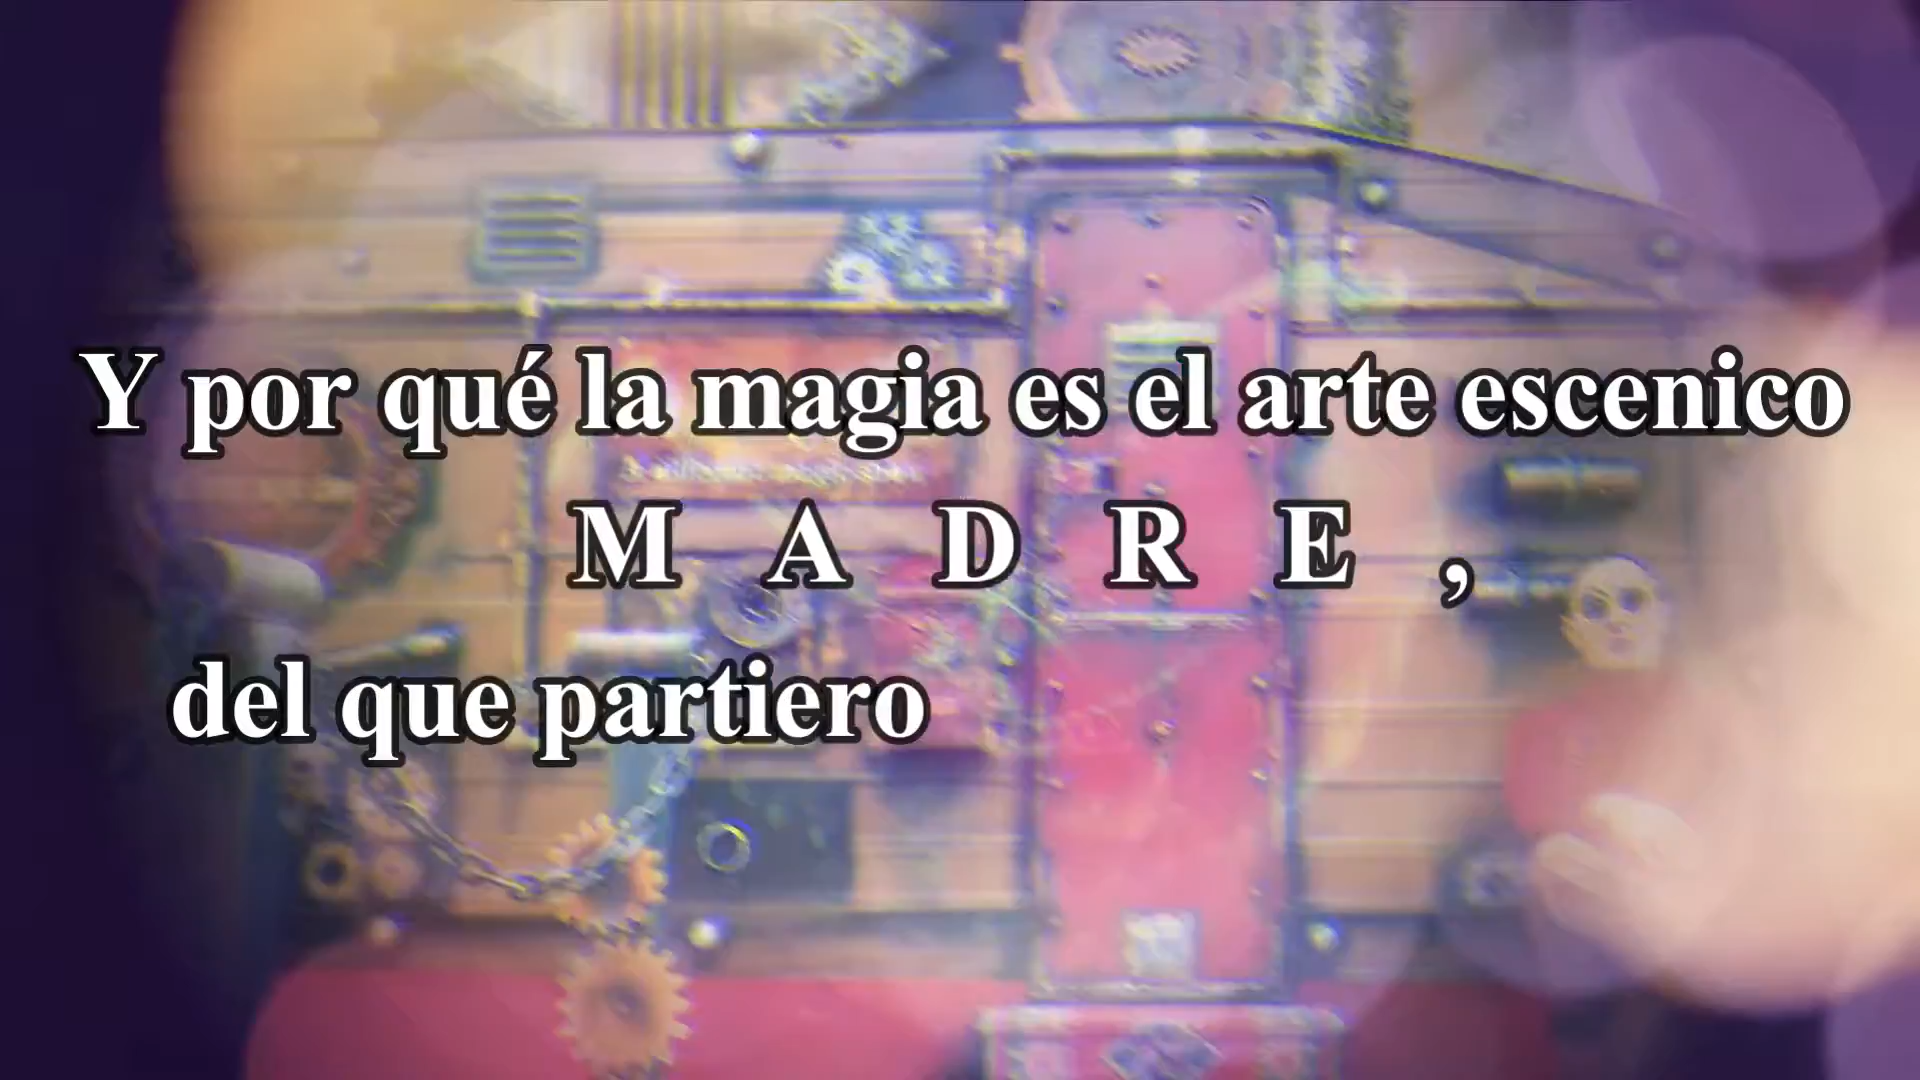 Y por qué la magia es el arte escenico
M A D R E ,
del que partiero